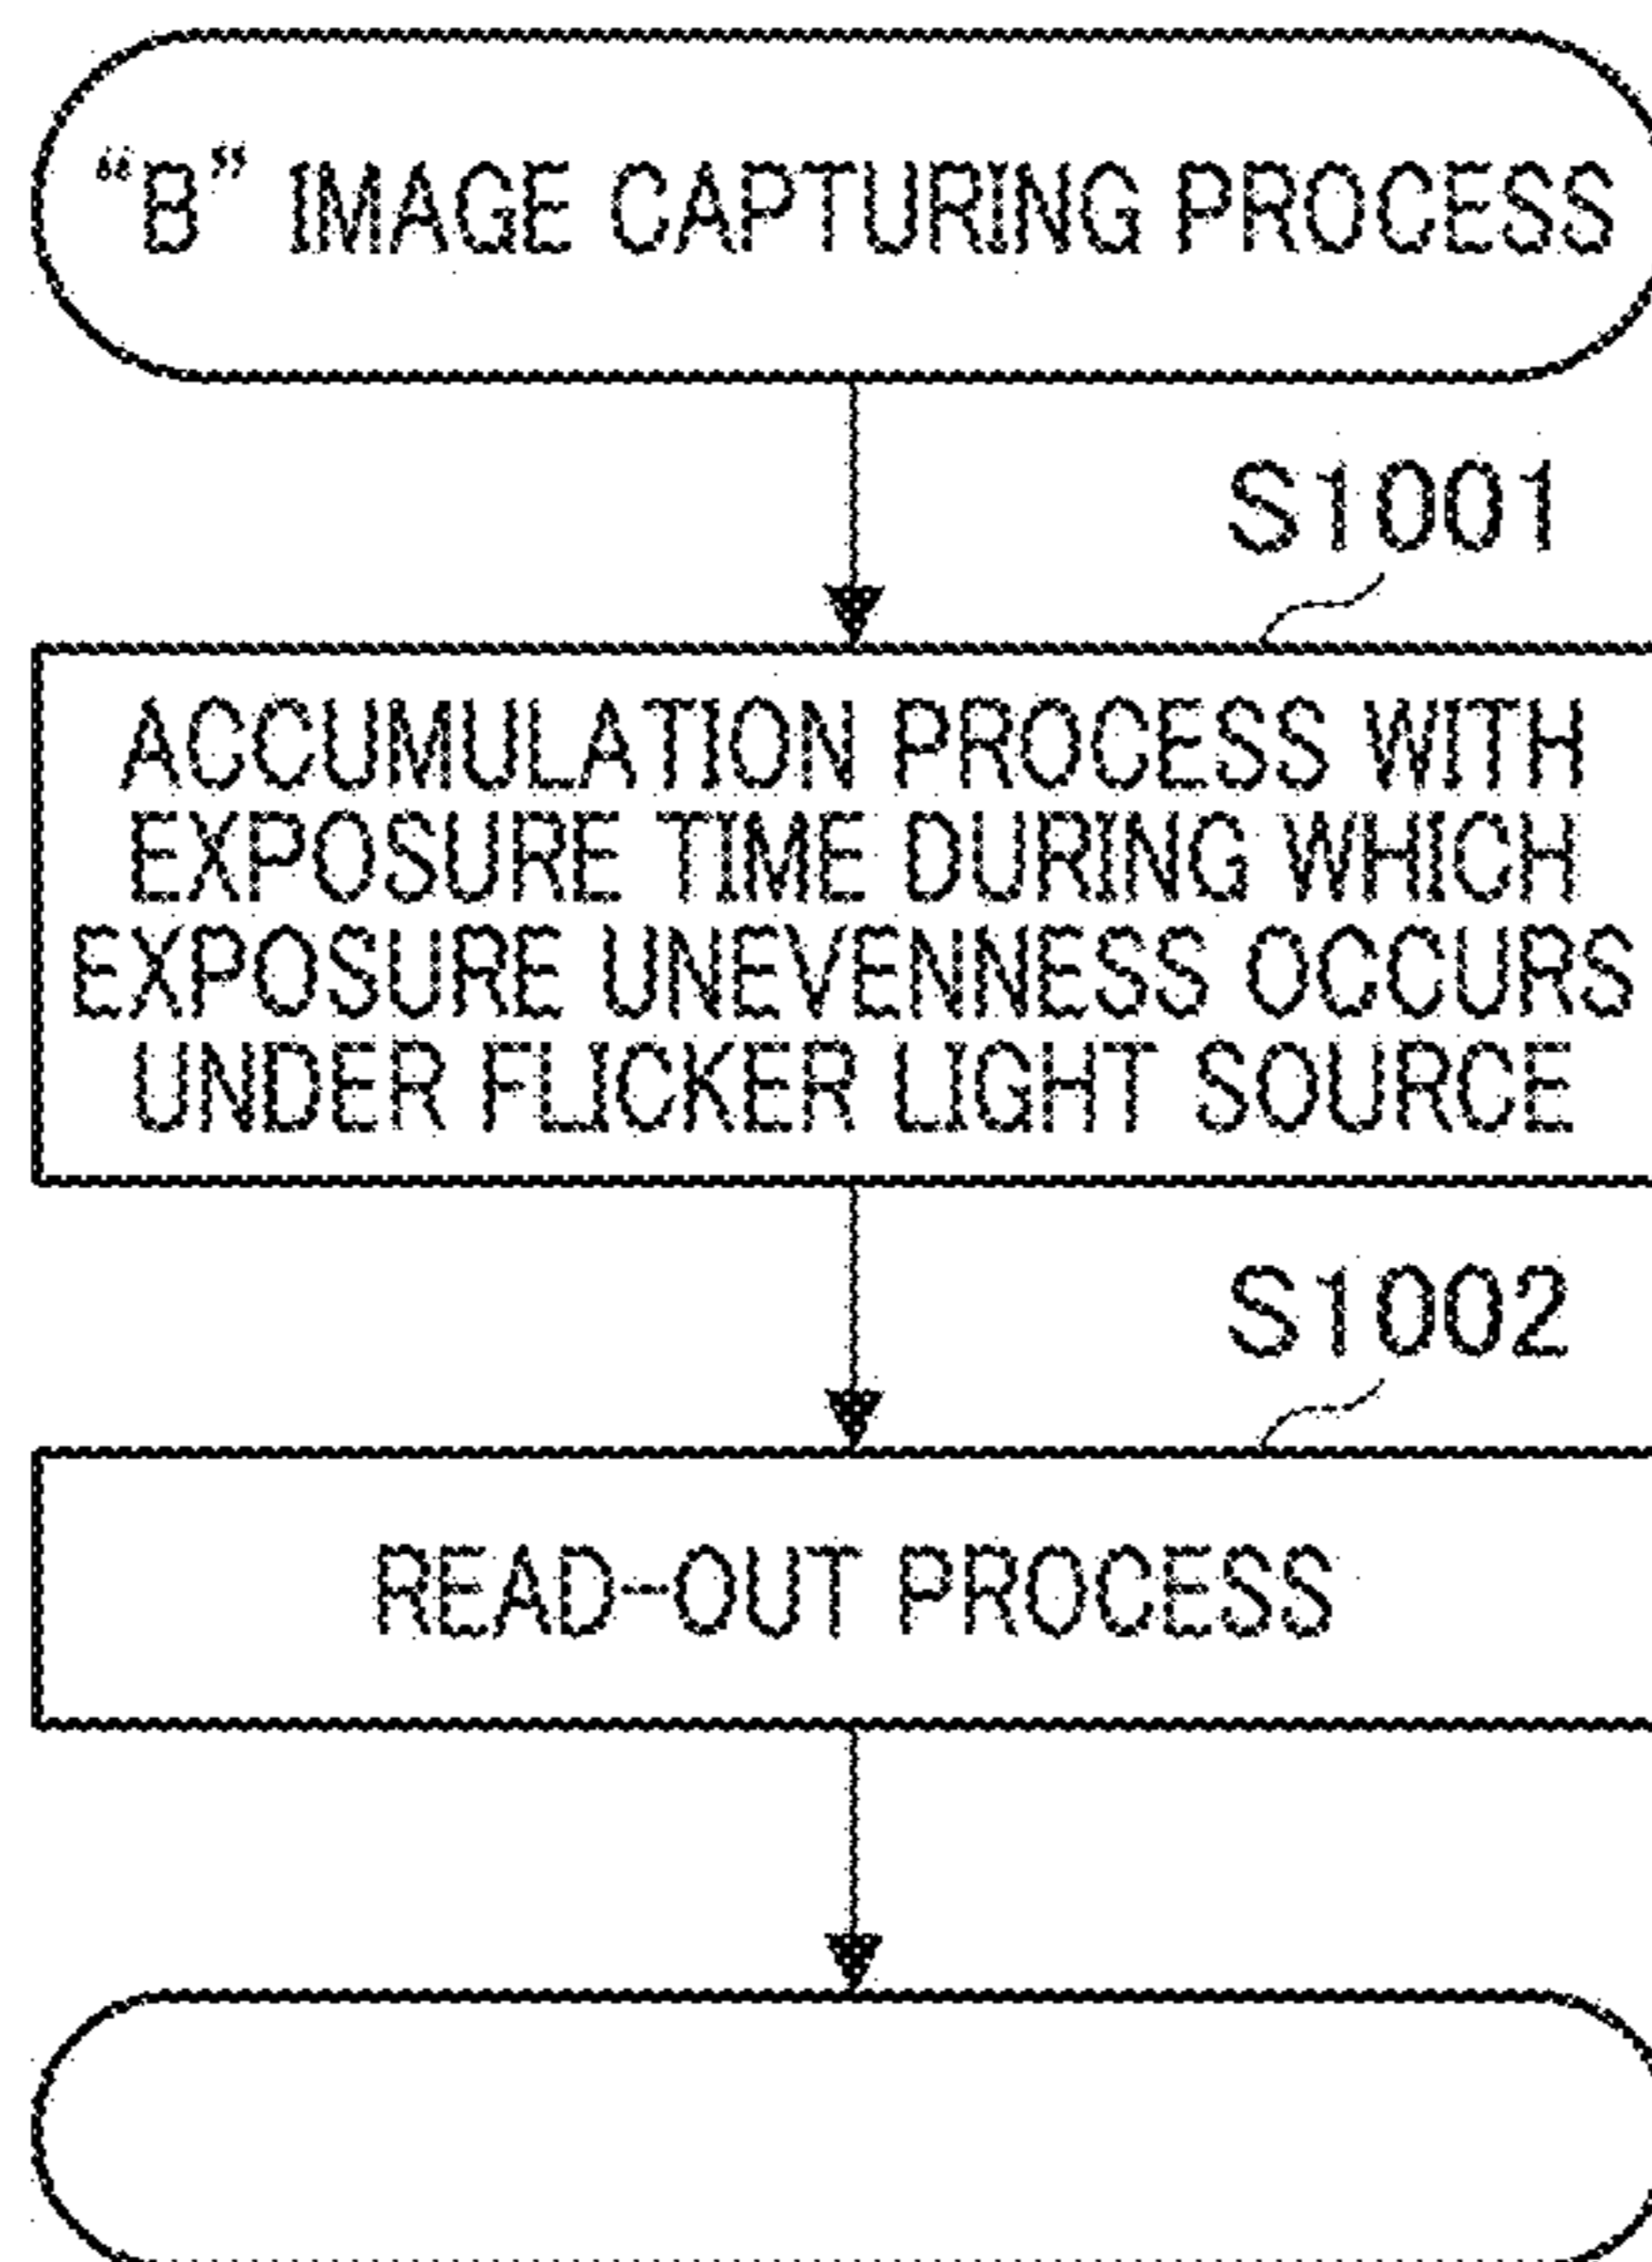 “B” IMAGE CAPTURING PROCESS
S1001
ACCUMULATION PROCESS WITH
EXPOSURE TIME DURING WHICH
EXPOSURE UNEVENNESS OCCURS
UNDER FLICKER LIGHT SOURCE
S1002
READ-OUT PROCESS